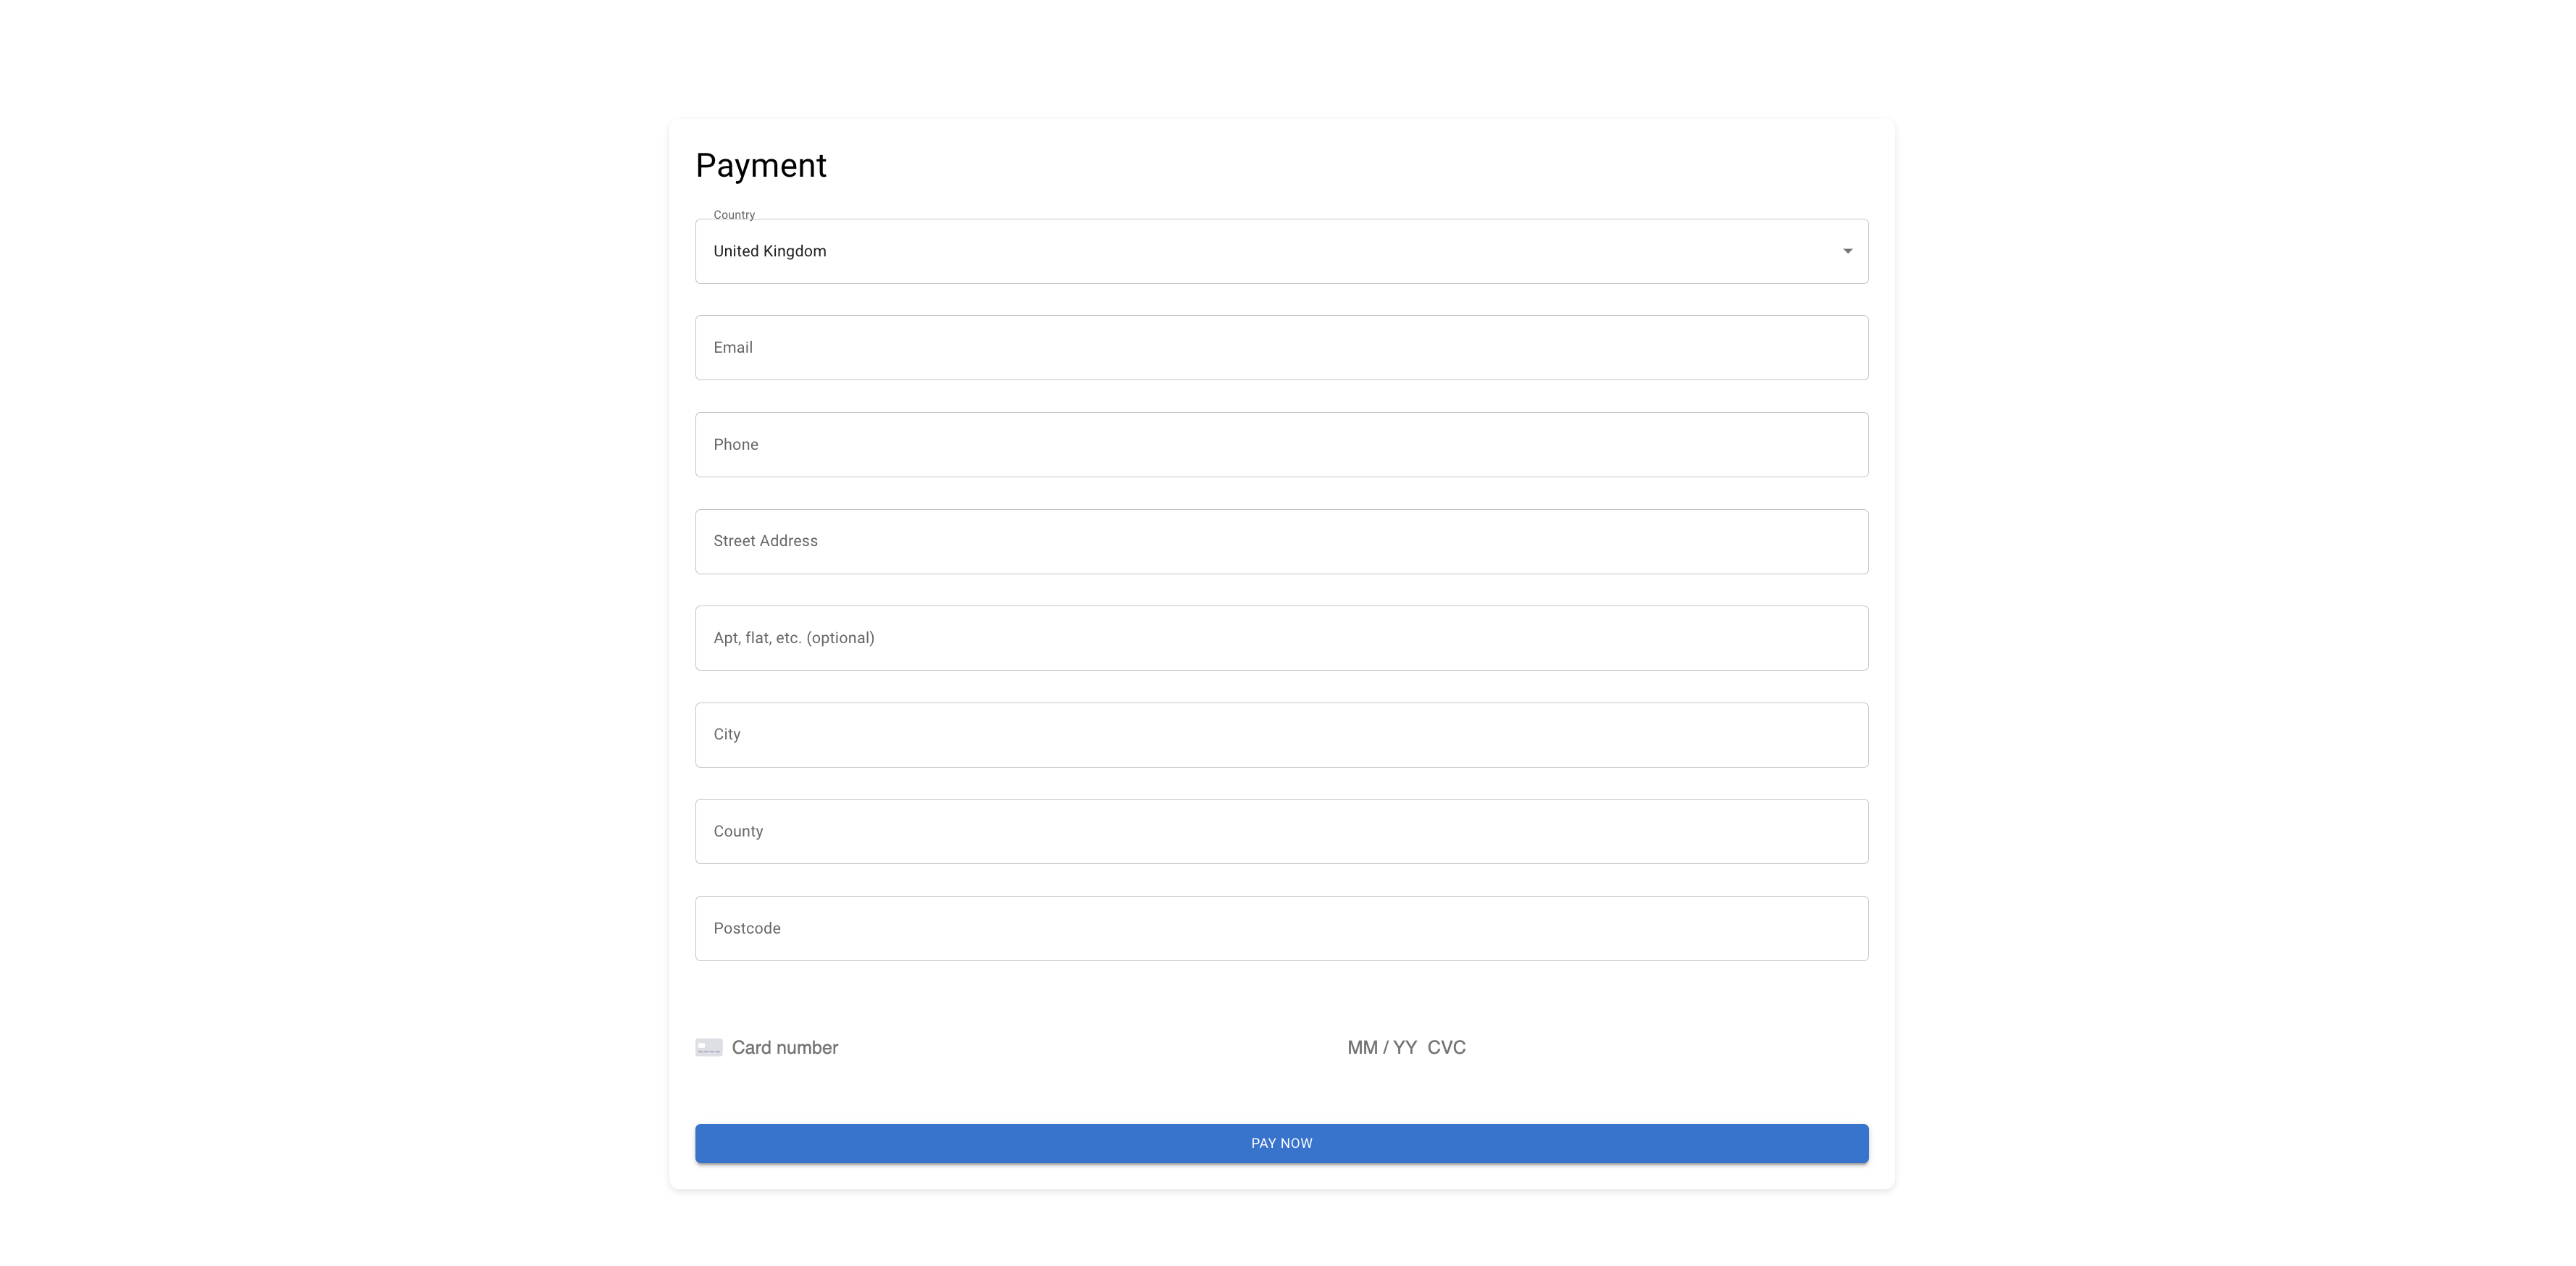 Payment
Country
United Kingdom
Email
Phone
Street Address
Apt, flat, etc. (optional)
City
County
Postcode
Card number MM / YY CVC
PAY NOW